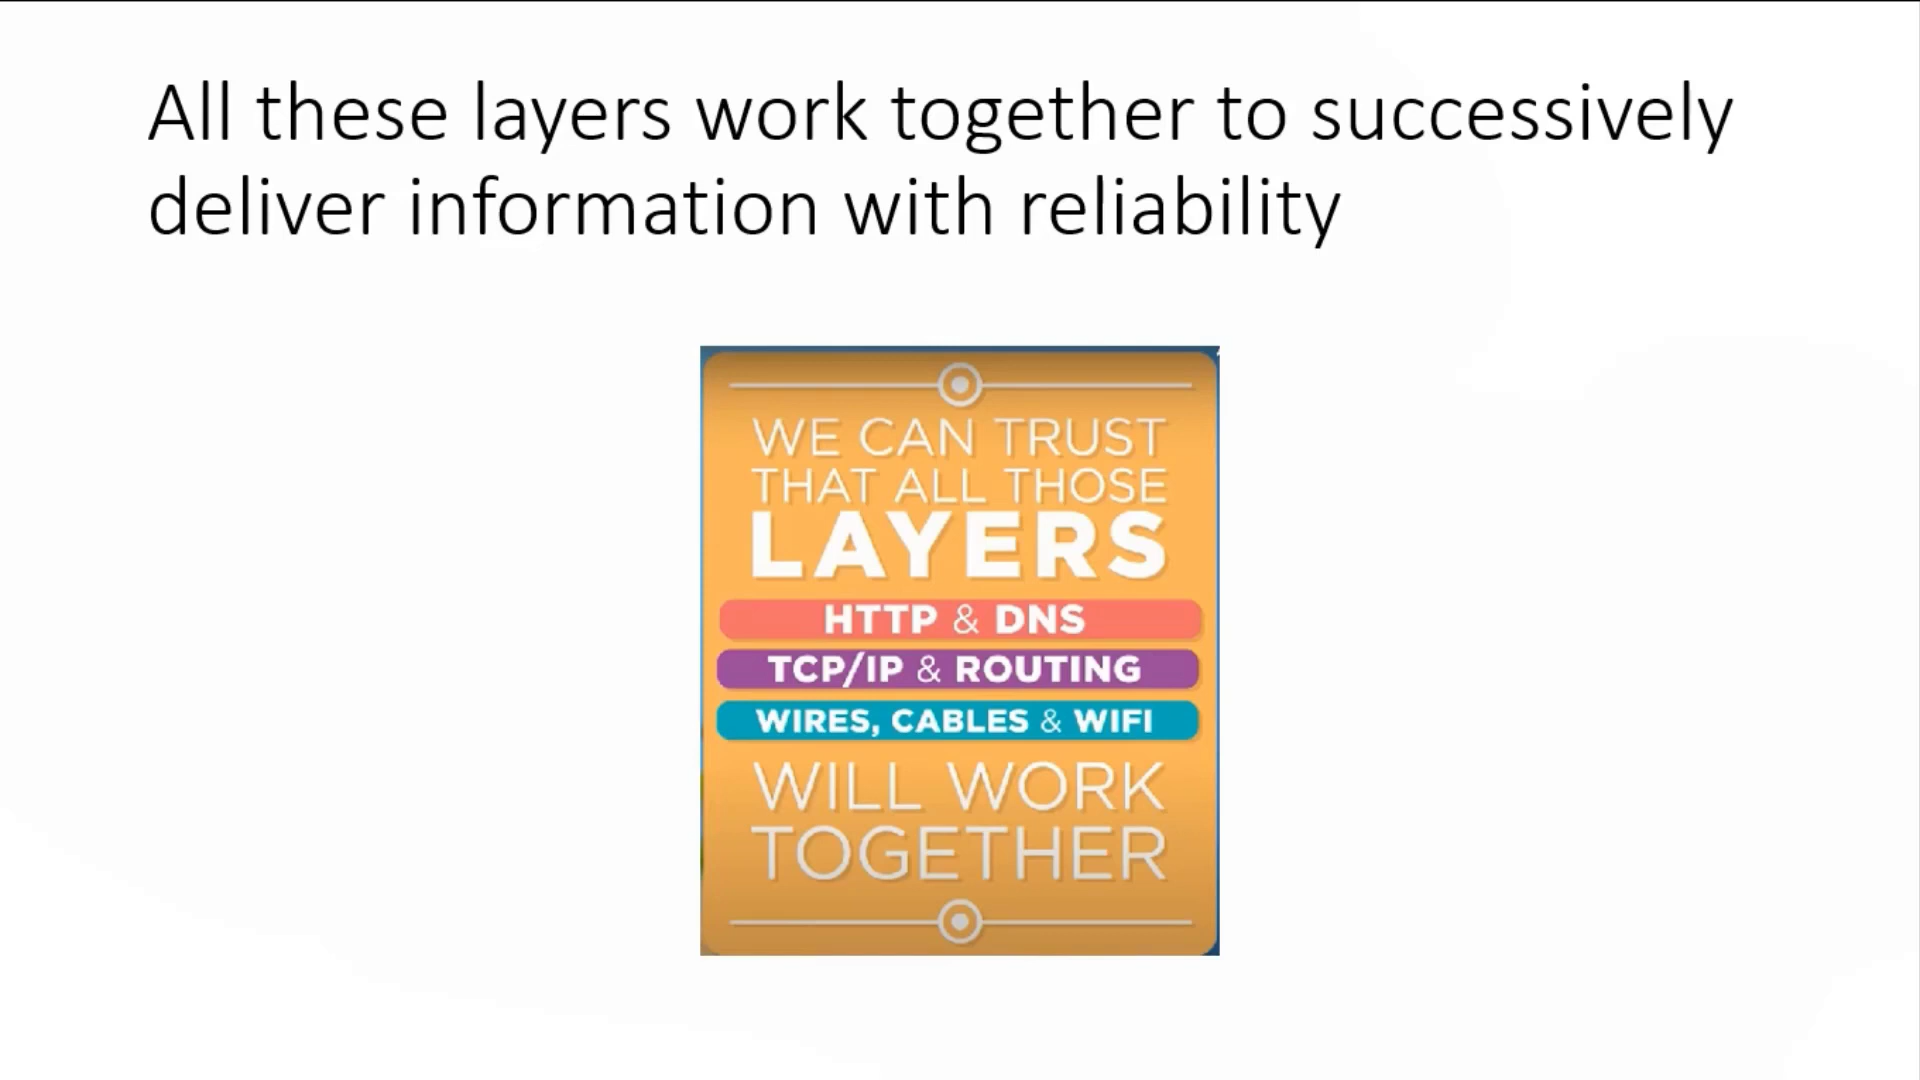 All these layers work together to successively
deliver information with reliability
WE CAN TRUST
THAT ALL THOSE
LAYERS
HTTP & DNS
TCP/IP & ROUTING
WIRES, CABLES & WIFI
WILL WORK
TOGETHER